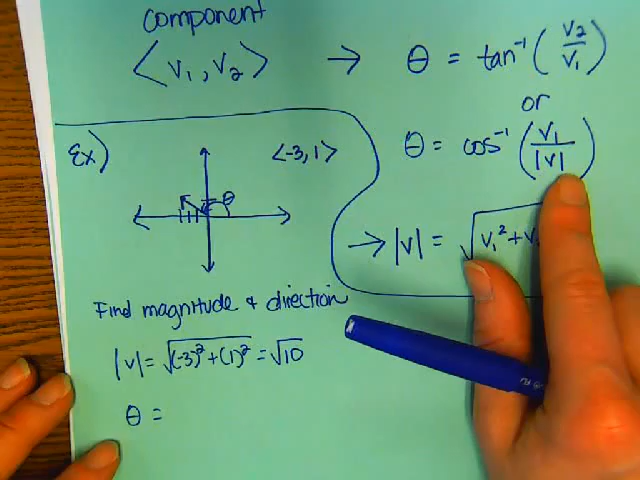 component
⟨v₁, v₂⟩ → θ = tan⁻¹(v₂/v₁)
or
θ = cos⁻¹(v₁/|v|)
→ |v| = √v₁² + v
Ex) ⟨-3, 1⟩
θ
Find magnitude & direction
|v| = √(-3)² + (1)² = √10
θ =